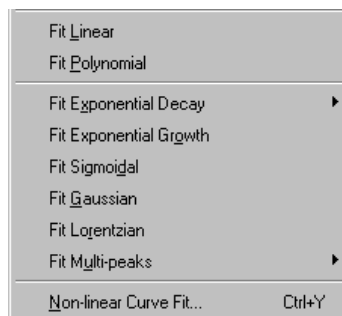 Fit Linear
Fit Polynomial
Fit Exponential Decay
Fit Exponential Growth
Fit Sigmoidal
Fit Gaussian
Fit Lorentzian
Fit Multi-peaks
Non-linear Curve Fit... Ctrl+Y